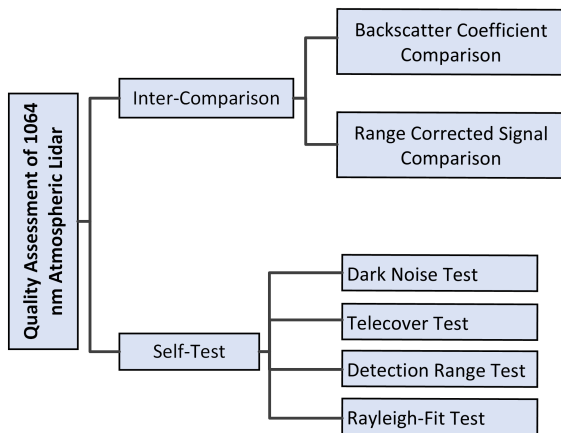 Quality Assessment of 1064
nm Atmospheric Lidar
Inter-Comparison
Backscatter Coefficient
Comparison
Range Corrected Signal
Comparison
Self-Test
Dark Noise Test
Telecover Test
Detection Range Test
Rayleigh-Fit Test